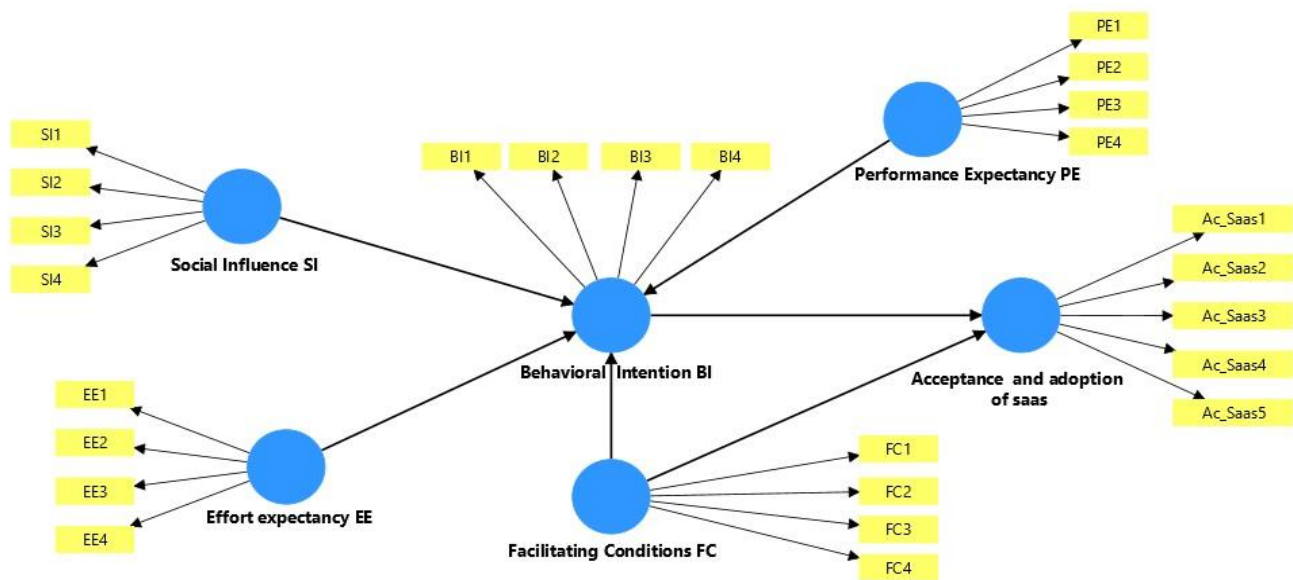 PE1
PE2
PE3
PE4
Performance Expectancy PE
SI1
SI2
SI3
SI4
Social Influence SI
BI1
BI2
BI3
BI4
Behavioral Intention BI
Ac_Saas1
Ac_Saas2
Ac_Saas3
Ac_Saas4
Ac_Saas5
Acceptance and adoption
of saas
EE1
EE2
EE3
EE4
Effort expectancy EE
FC1
FC2
FC3
FC4
Facilitating Conditions FC